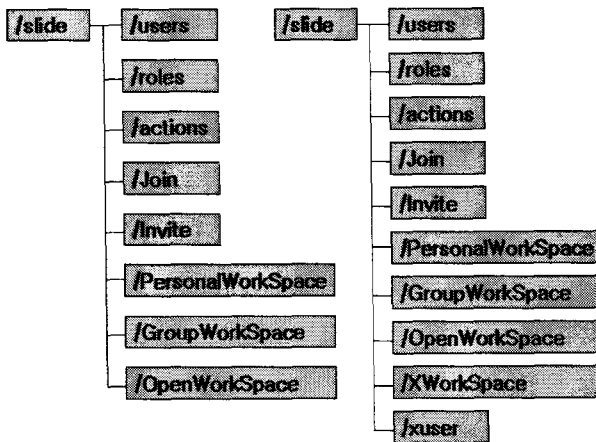 /slide
/users
/roles
/actions
/Join
/Invite
/PersonalWorkSpace
/GroupWorkSpace
/OpenWorkSpace
/slide
/users
/roles
/actions
/Join
/Invite
/PersonalWorkSpace
/GroupWorkSpace
/OpenWorkSpace
/XWorkSpace
/xuser